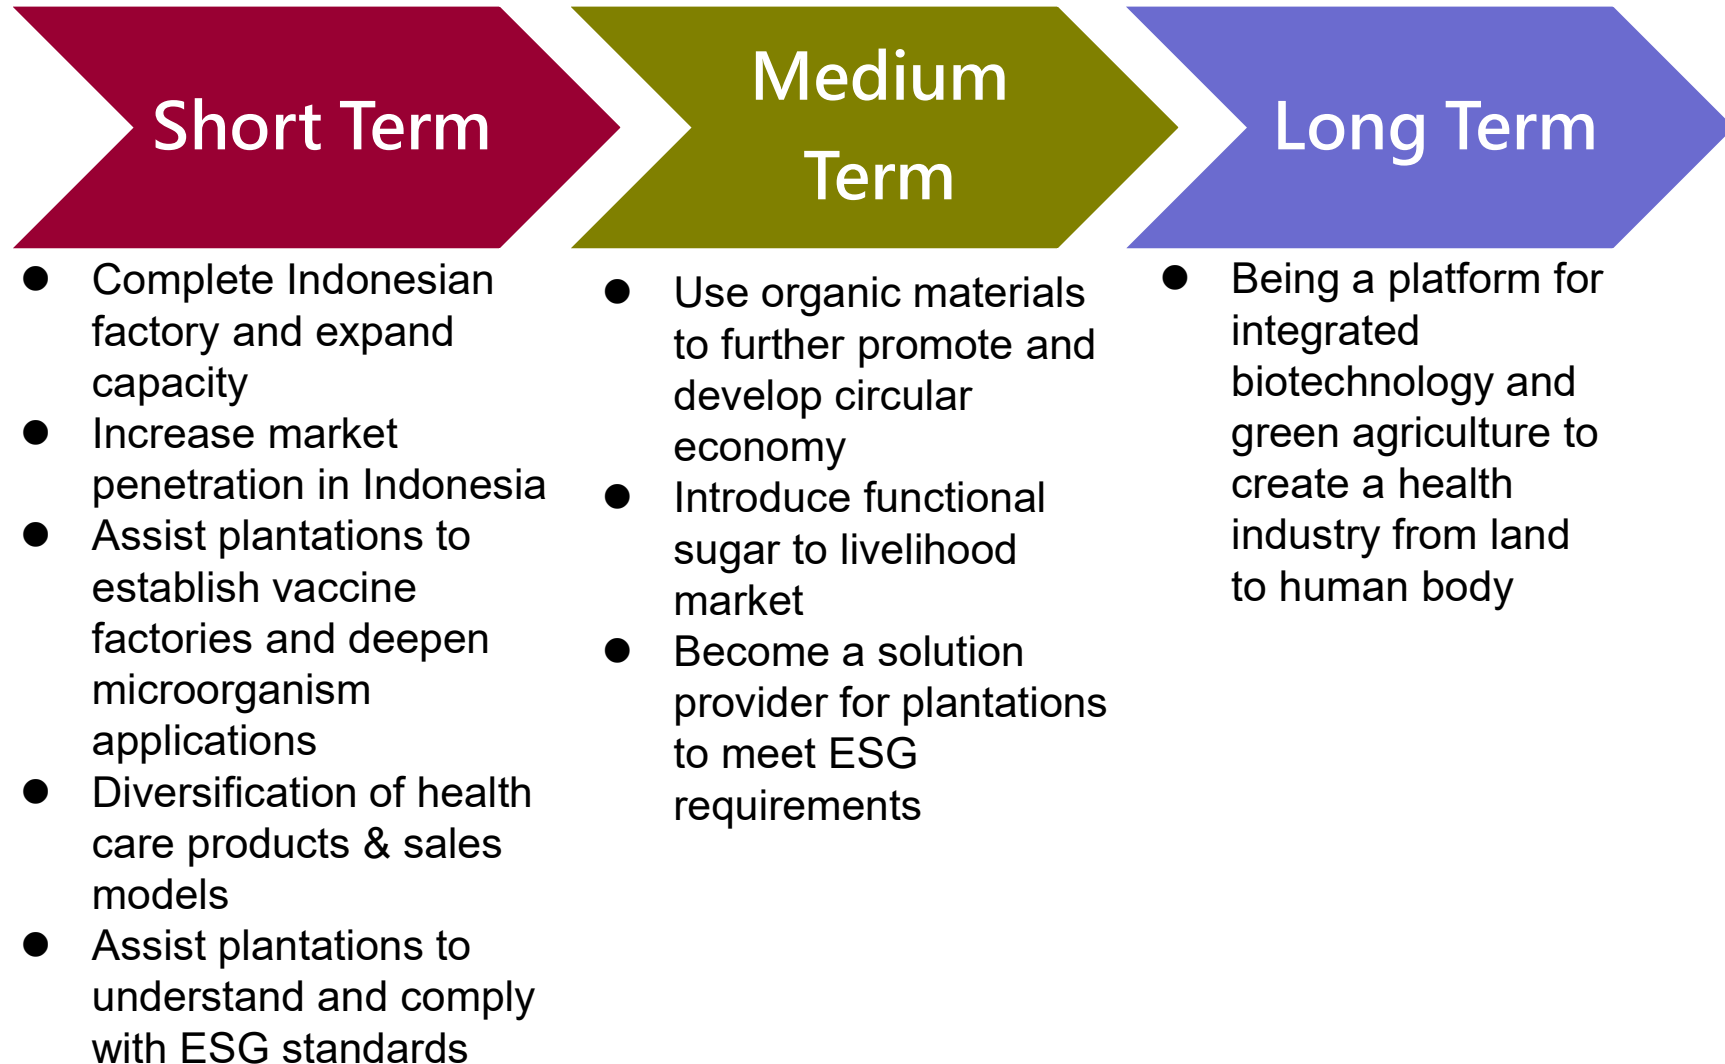 Short Term
Medium
Term
Long Term
● Complete Indonesian
factory and expand
capacity
● Increase market
penetration in Indonesia
● Assist plantations to
establish vaccine
factories and deepen
microorganism
applications
● Diversification of health
care products & sales
models
● Assist plantations to
understand and comply
with ESG standards
● Use organic materials
to further promote and
develop circular
economy
● Introduce functional
sugar to livelihood
market
● Become a solution
provider for plantations
to meet ESG
requirements
● Being a platform for
integrated
biotechnology and
green agriculture to
create a health
industry from land
to human body